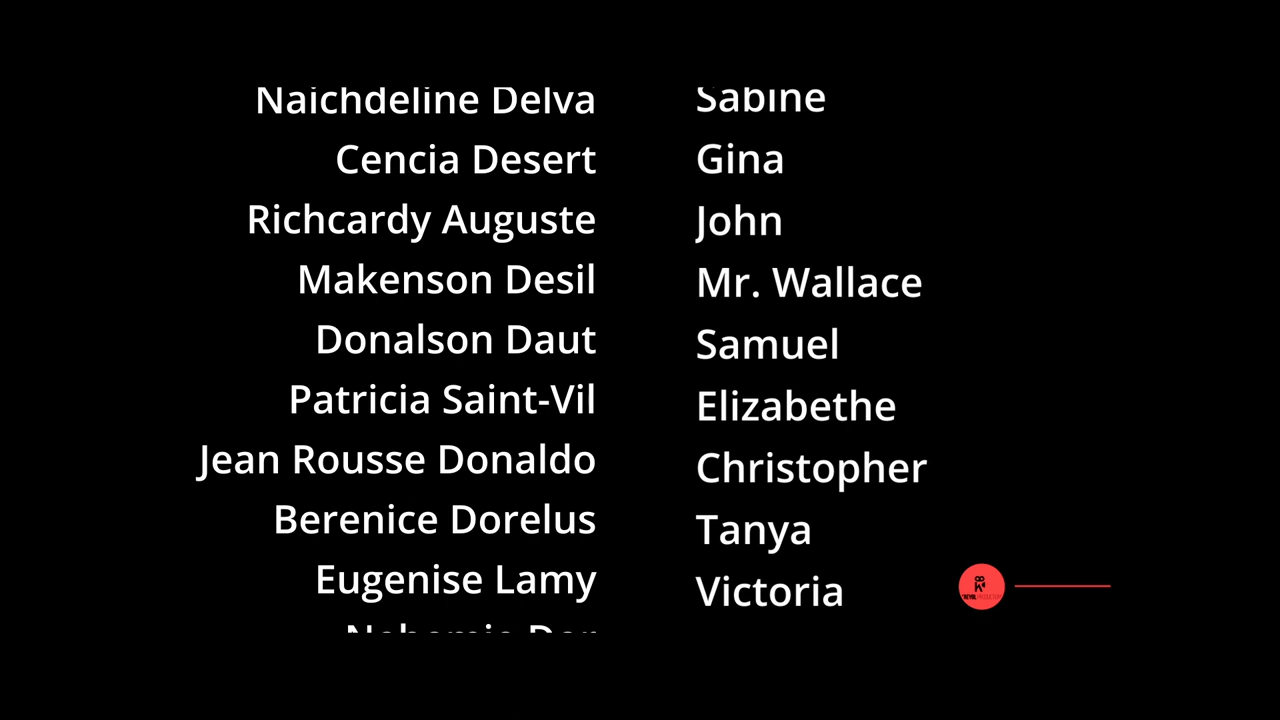 Naichdeline Delva Sabine
Cencia Desert Gina
Richcardy Auguste John
Makenson Desil Mr. Wallace
Donalson Daut Samuel
Patricia Saint-Vil Elizabethe
Jean Rousse Donaldo Christopher
Berenice Dorelus Tanya
Eugenise Lamy Victoria